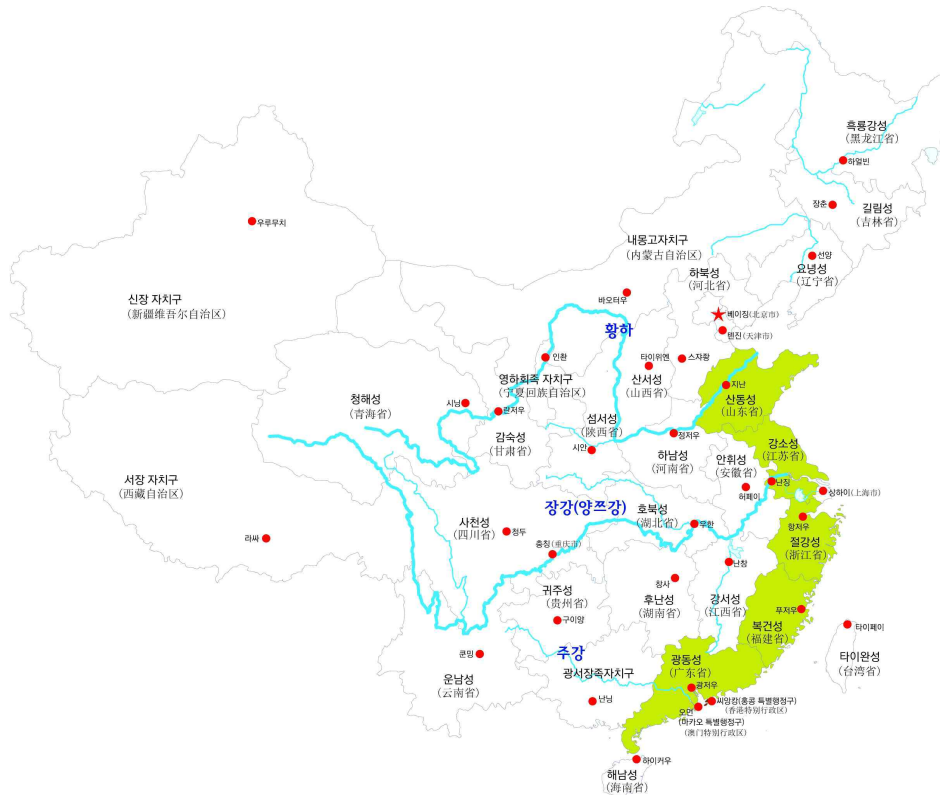 흑룡강성
(黑龙江省)
하얼빈
장춘
길림성
(吉林省)
우루무치
내몽고자치구
(内蒙古自治区)
선양
요녕성
(辽宁省)
하북성
(河北省)
신장 자치구
(新疆维吾尔自治区)
바오터우
베이징(北京市)
톈진(天津市)
황하
인촨
타이위엔
스쟈쫭
영하회족 자치구
(宁夏回族自治区)
산서성
(山西省)
지난
산동성
(山东省)
청해성
(青海省)
시닝
란저우
섬서성
(陕西省)
감숙성
(甘肃省)
시안
정저우
하남성
(河南省)
안휘성
(安徽省)
강소성
(江苏省)
서장 자치구
(西藏自治区)
허페이
난징
상하이(上海市)
장강(양쯔강)
호북성
(湖北省)
우한
항저우
절강성
(浙江省)
사천성
(四川省)
청두
라싸
충칭(重庆市)
난창
창사
귀주성
(贵州省)
후난성
(湖南省)
강서성
(江西省)
구이양
푸저우
복건성
(福建省)
타이페이
타이완성
(台湾省)
쿤밍
운남성
(云南省)
주강
광서장족자치구
난닝
광동성
(广东省)
광저우
씨앙강(홍콩 특별행정구)
(香港特别行政区)
오먼
(마카오 특별행정구)
(澳门特别行政区)
하이커우
해남성
(海南省)